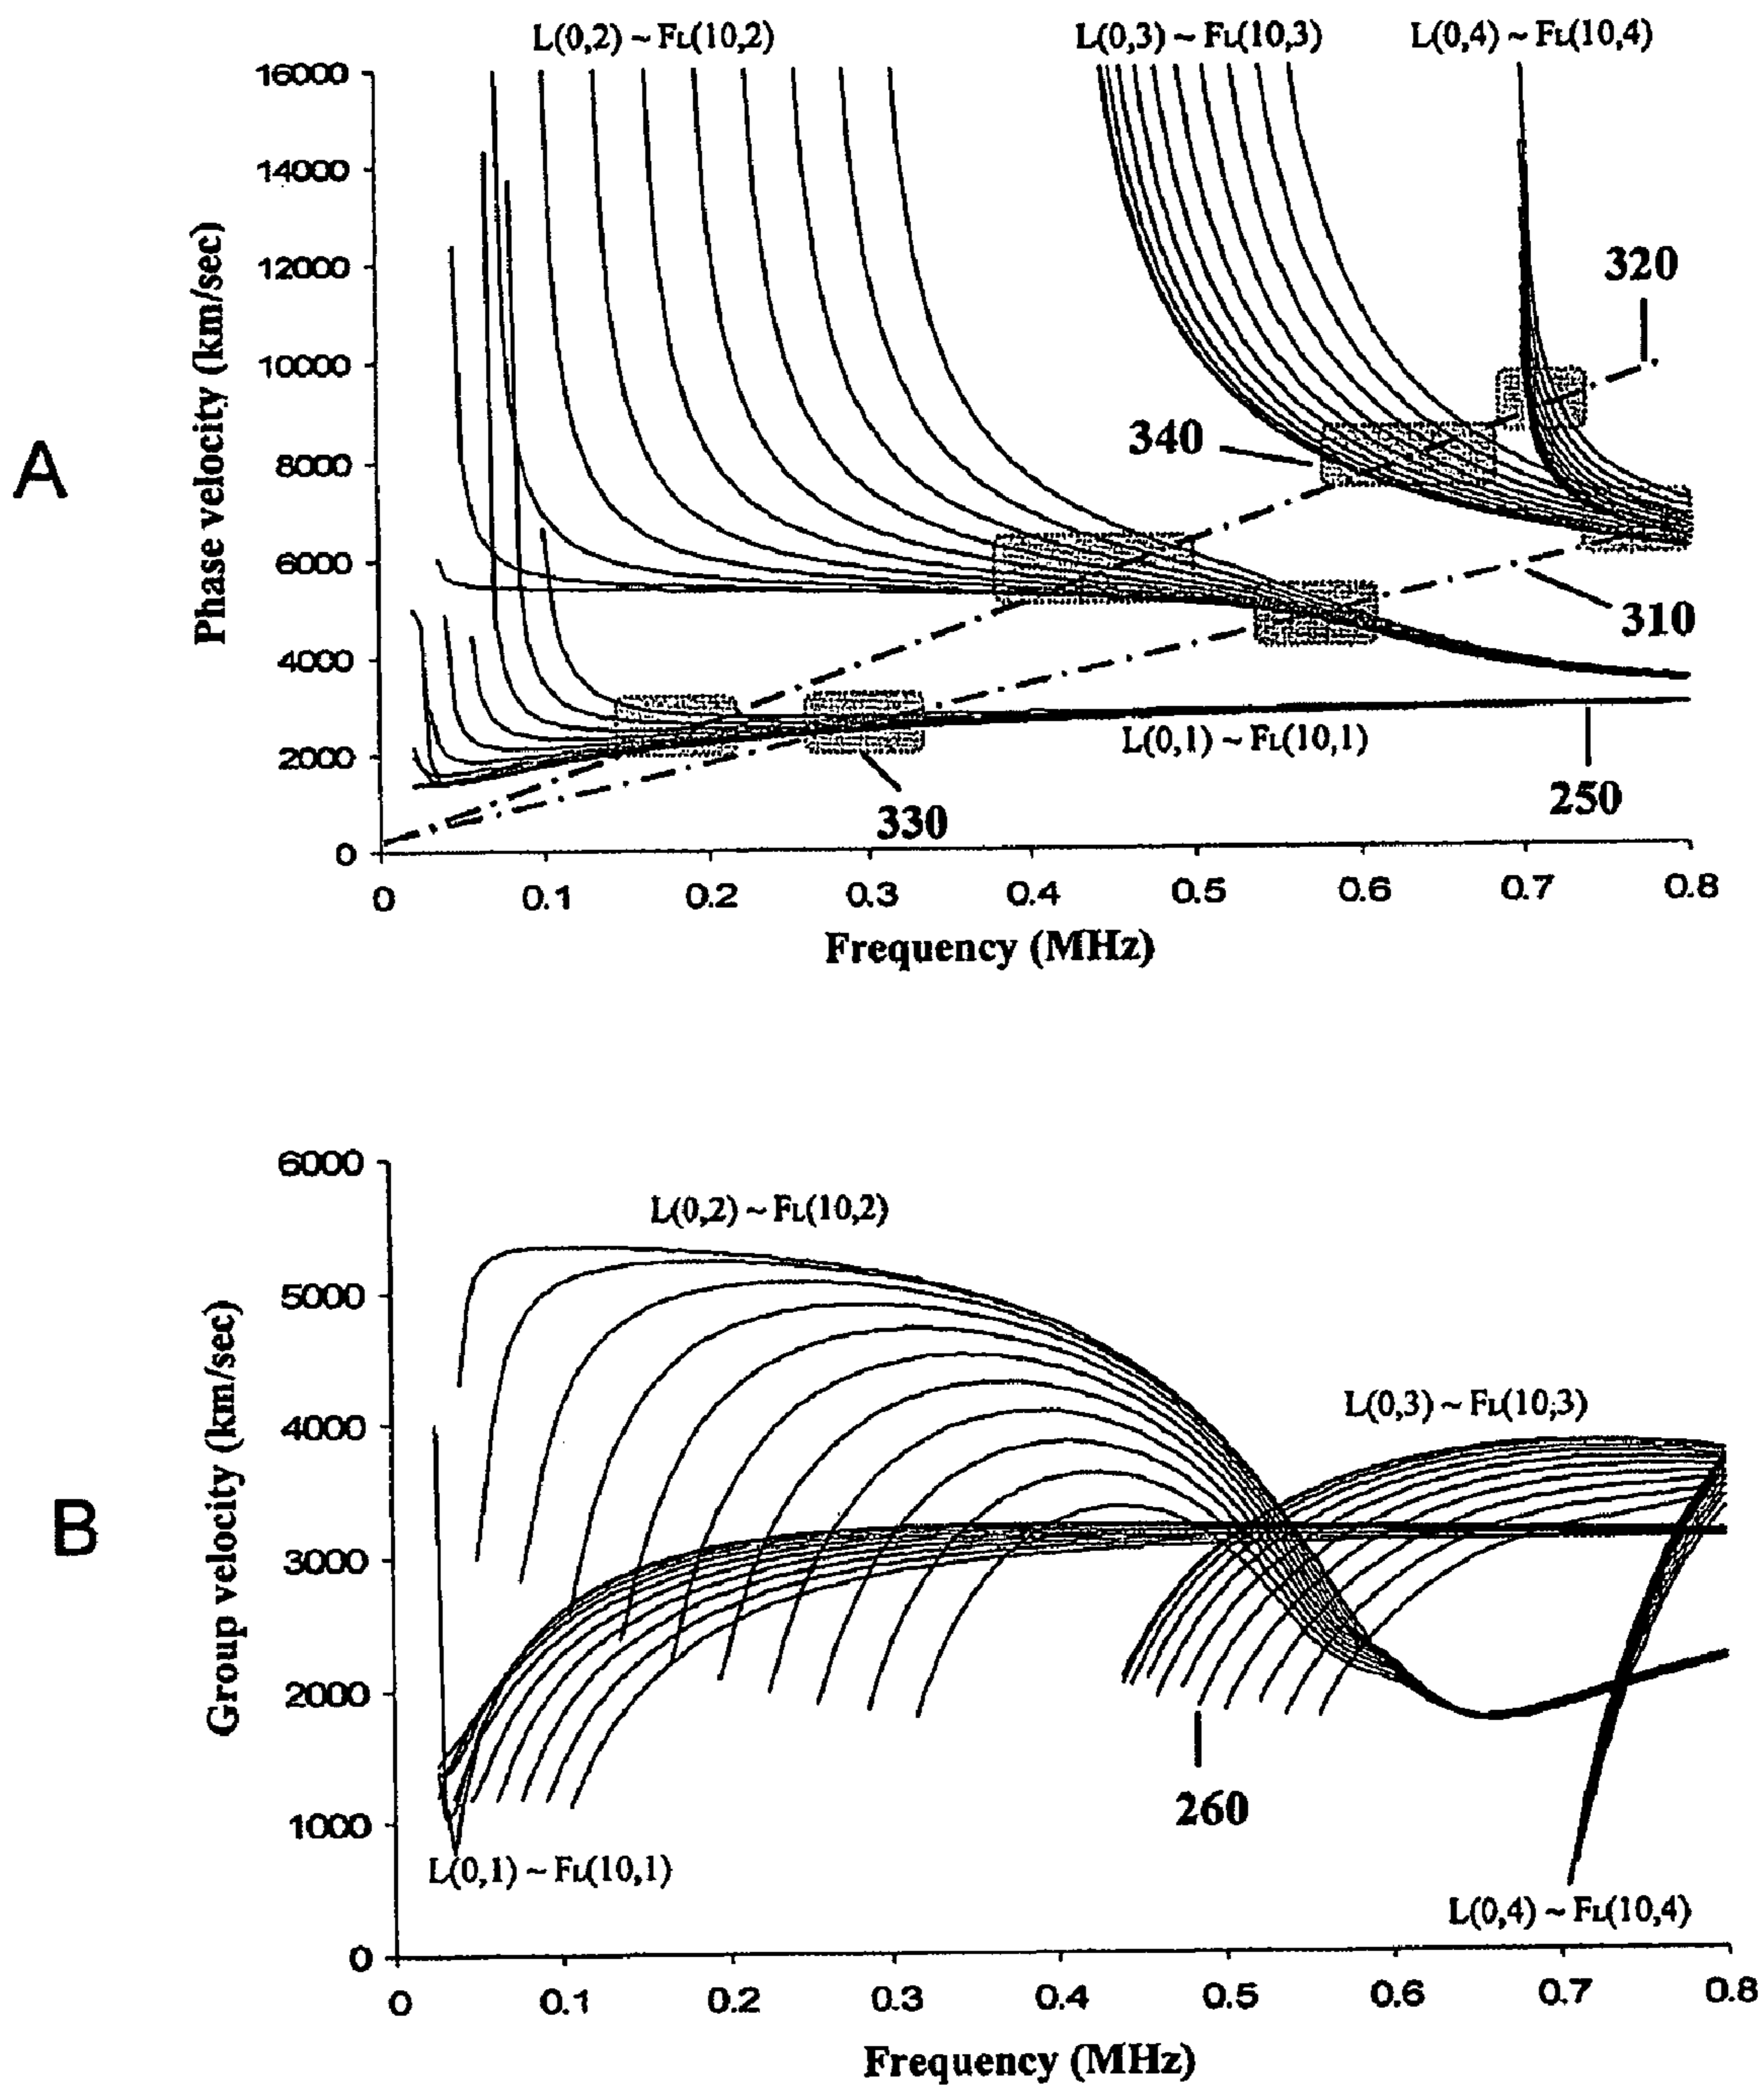 L(0,2) ~ FL(10,2)
L(0,3) ~ FL(10,3)
L(0,4) ~ FL(10,4)
16000
14000
12000
10000
8000
6000
4000
2000
0
Phase velocity (km/sec)
A
320
340
310
L(0,1) ~ FL(10,1)
250
330
0 0.1 0.2 0.3 0.4 0.5 0.6 0.7 0.8
Frequency (MHz)
6000
5000
4000
3000
2000
1000
0
Group velocity (km/sec)
B
L(0,2) ~ FL(10,2)
L(0,3) ~ FL(10,3)
260
L(0,1) ~ FL(10,1)
L(0,4) ~ FL(10,4)
0 0.1 0.2 0.3 0.4 0.5 0.6 0.7 0.8
Frequency (MHz)